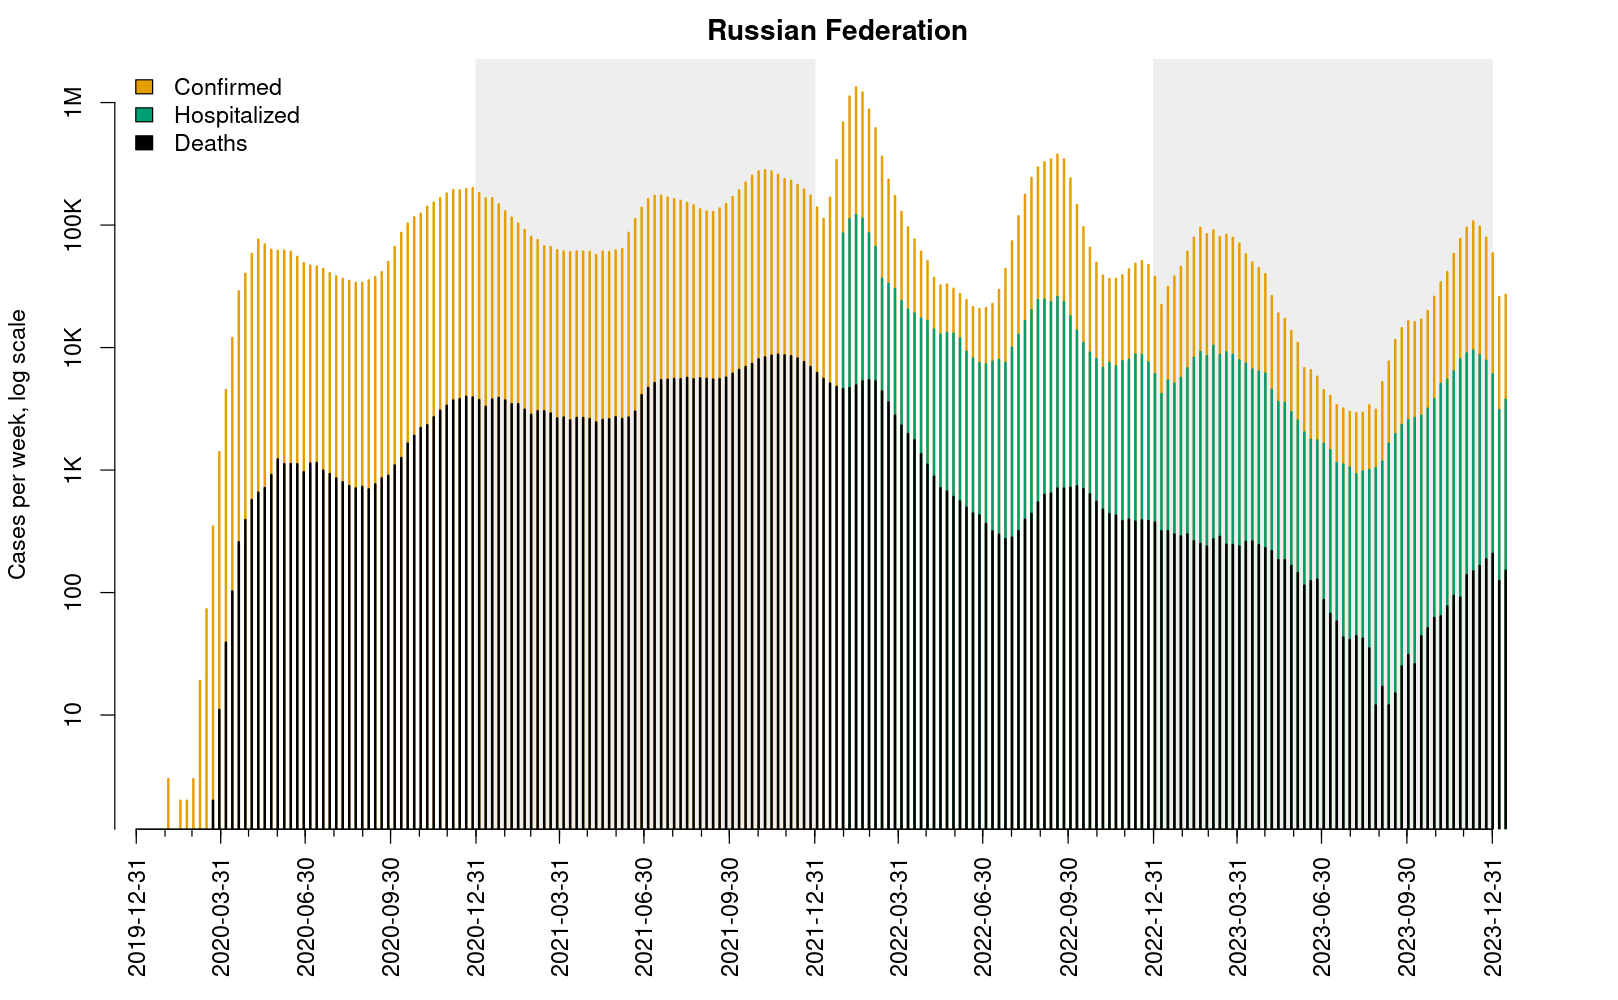 Russian Federation
Confirmed
Hospitalized
Deaths
Cases per week, log scale
1M
100K
10K
1K
100
10
2019-12-31
2020-03-31
2020-06-30
2020-09-30
2020-12-31
2021-03-31
2021-06-30
2021-09-30
2021-12-31
2022-03-31
2022-06-30
2022-09-30
2022-12-31
2023-03-31
2023-06-30
2023-09-30
2023-12-31